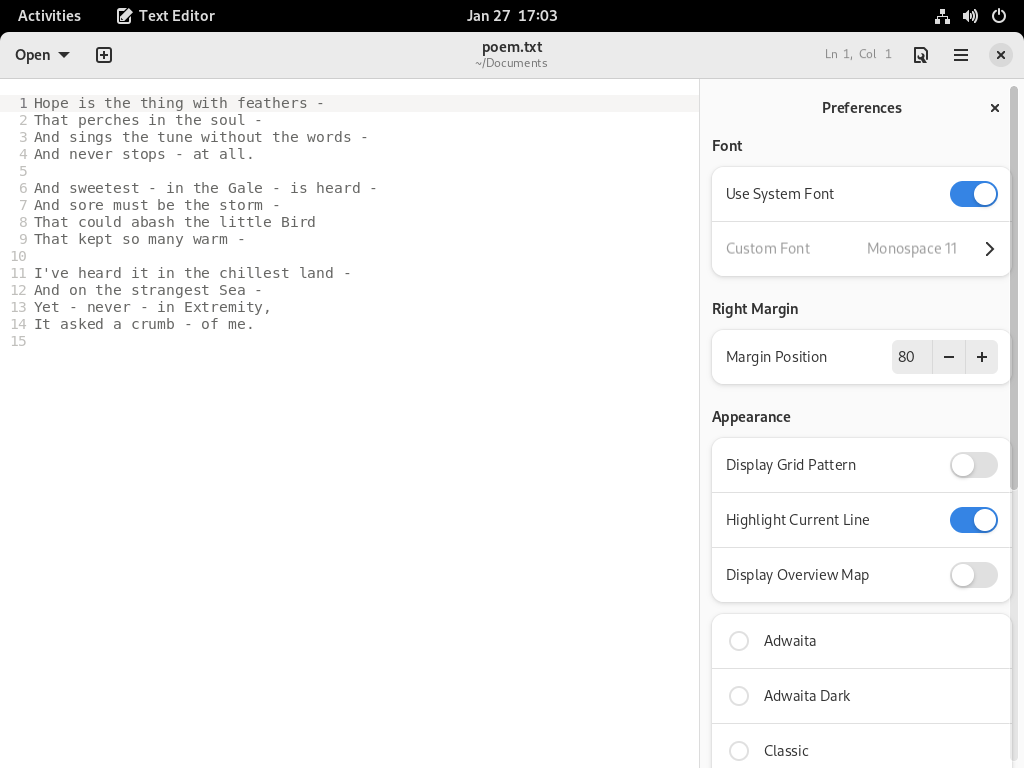 Activities
Text Editor
Jan 27 17:03
Open
poem.txt
~/Documents
Ln 1, Col 1
1 Hope is the thing with feathers -
2 That perches in the soul -
3 And sings the tune without the words -
4 And never stops - at all.
5
6 And sweetest - in the Gale - is heard -
7 And sore must be the storm -
8 That could abash the little Bird
9 That kept so many warm -
10
11 I've heard it in the chillest land -
12 And on the strangest Sea -
13 Yet - never - in Extremity,
14 It asked a crumb - of me.
15
Preferences
Font
Use System Font
Custom Font Monospace 11
Right Margin
Margin Position 80
Appearance
Display Grid Pattern
Highlight Current Line
Display Overview Map
Adwaita
Adwaita Dark
Classic